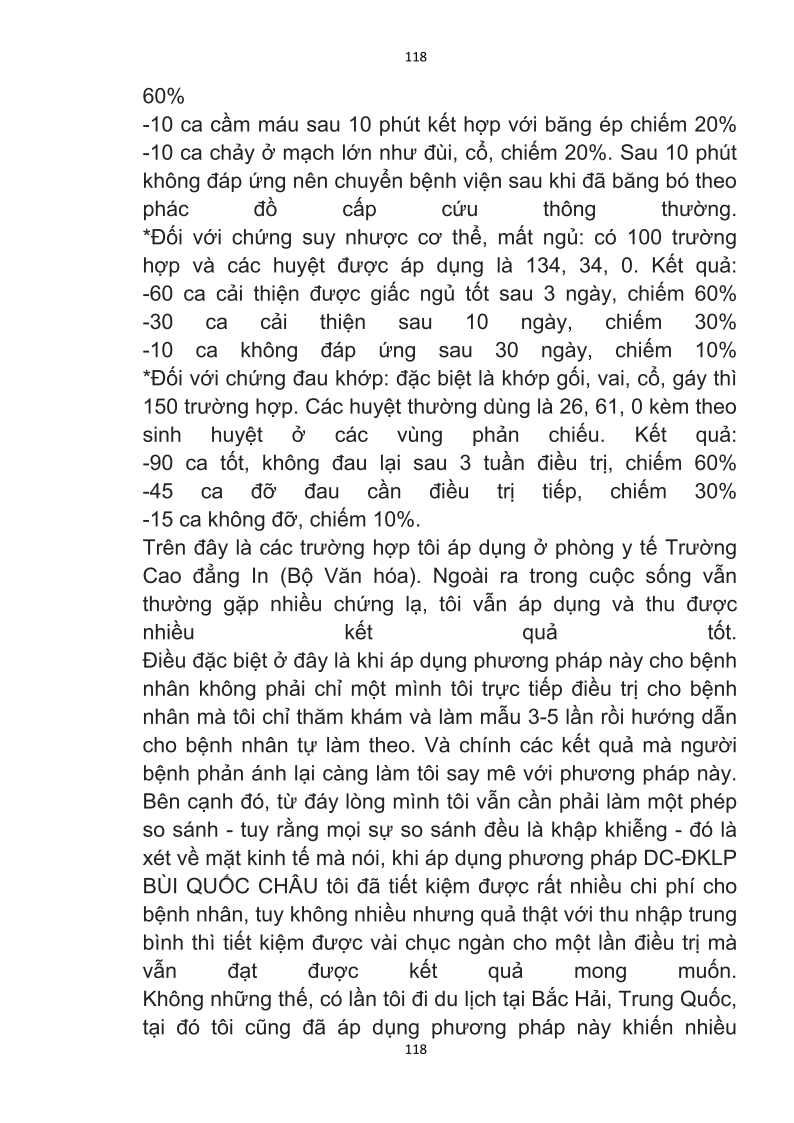 118
60%
-10 ca cầm máu sau 10 phút kết hợp với băng ép chiếm 20%
-10 ca chảy ở mạch lớn như đùi, cổ, chiếm 20%. Sau 10 phút
không đáp ứng nên chuyển bệnh viện sau khi đã băng bó theo
phác đồ cấp cứu thông thường.
*Đối với chứng suy nhược cơ thể, mất ngủ: có 100 trường
hợp và các huyệt được áp dụng là 134, 34, 0. Kết quả:
-60 ca cải thiện được giấc ngủ tốt sau 3 ngày, chiếm 60%
-30 ca cải thiện sau 10 ngày, chiếm 30%
-10 ca không đáp ứng sau 30 ngày, chiếm 10%
*Đối với chứng đau khớp: đặc biệt là khớp gối, vai, cổ, gáy thì
150 trường hợp. Các huyệt thường dùng là 26, 61, 0 kèm theo
sinh huyệt ở các vùng phản chiếu. Kết quả:
-90 ca tốt, không đau lại sau 3 tuần điều trị, chiếm 60%
-45 ca đỡ đau cần điều trị tiếp, chiếm 30%
-15 ca không đỡ, chiếm 10%.
Trên đây là các trường hợp tôi áp dụng ở phòng y tế Trường
Cao đẳng In (Bộ Văn hóa). Ngoài ra trong cuộc sống vẫn
thường gặp nhiều chứng lạ, tôi vẫn áp dụng và thu được
nhiều kết quả tốt.
Điều đặc biệt ở đây là khi áp dụng phương pháp này cho bệnh
nhân không phải chỉ một mình tôi trực tiếp điều trị cho bệnh
nhân mà tôi chỉ thăm khám và làm mẫu 3-5 lần rồi hướng dẫn
cho bệnh nhân tự làm theo. Và chính các kết quả mà người
bệnh phản ánh lại càng làm tôi say mê với phương pháp này.
Bên cạnh đó, từ đáy lòng mình tôi vẫn cần phải làm một phép
so sánh - tuy rằng mọi sự so sánh đều là khập khiễng - đó là
xét về mặt kinh tế mà nói, khi áp dụng phương pháp DC-ĐKLP
BÙI QUỐC CHÂU tôi đã tiết kiệm được rất nhiều chi phí cho
bệnh nhân, tuy không nhiều nhưng quả thật với thu nhập trung
bình thì tiết kiệm được vài chục ngàn cho một lần điều trị mà
vẫn đạt được kết quả mong muốn.
Không những thế, có lần tôi đi du lịch tại Bắc Hải, Trung Quốc,
tại đó tôi cũng đã áp dụng phương pháp này khiến nhiều
118